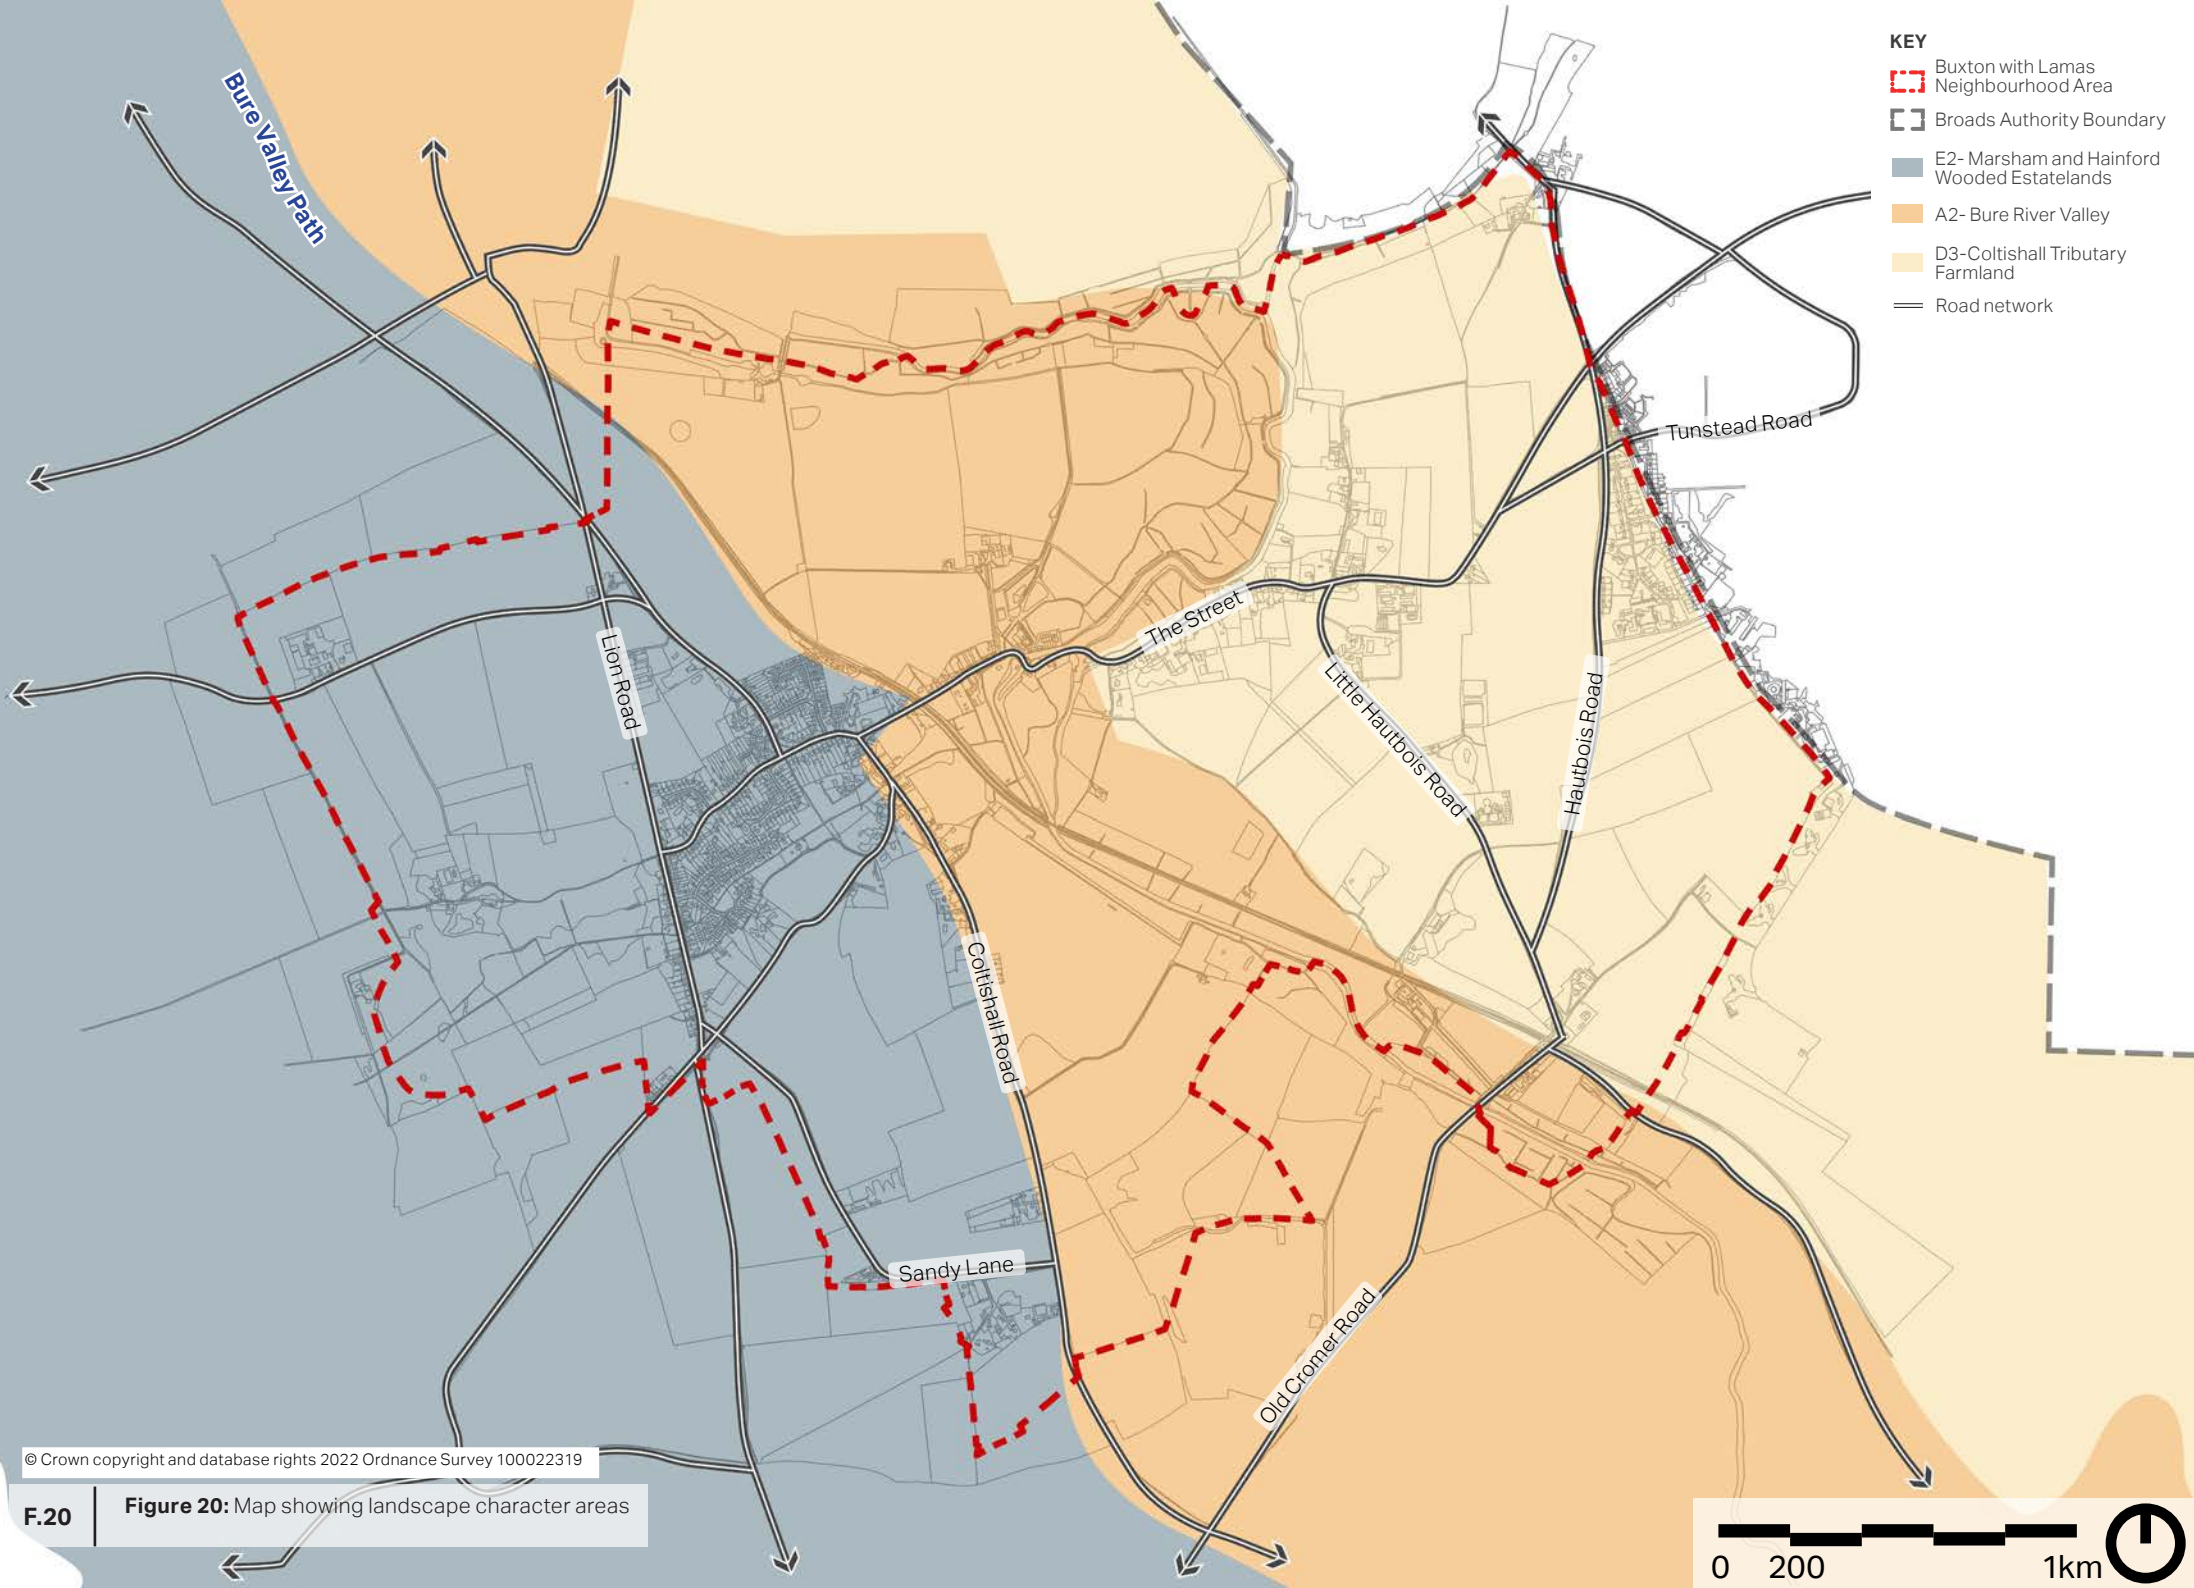 KEY
Buxton with Lamas
Neighbourhood Area
Broads Authority Boundary
E2- Marsham and Hainford
Wooded Estatelands
A2- Bure River Valley
D3-Coltishall Tributary
Farmland
Road network
Bure Valley Path
Tunstead Road
The Street
Lion Road
Little Hautbois Road
Hautbois Road
Coltishall Road
Sandy Lane
Old Cromer Road
© Crown copyright and database rights 2022 Ordnance Survey 100022319
F.20
Figure 20: Map showing landscape character areas
0 200 1km